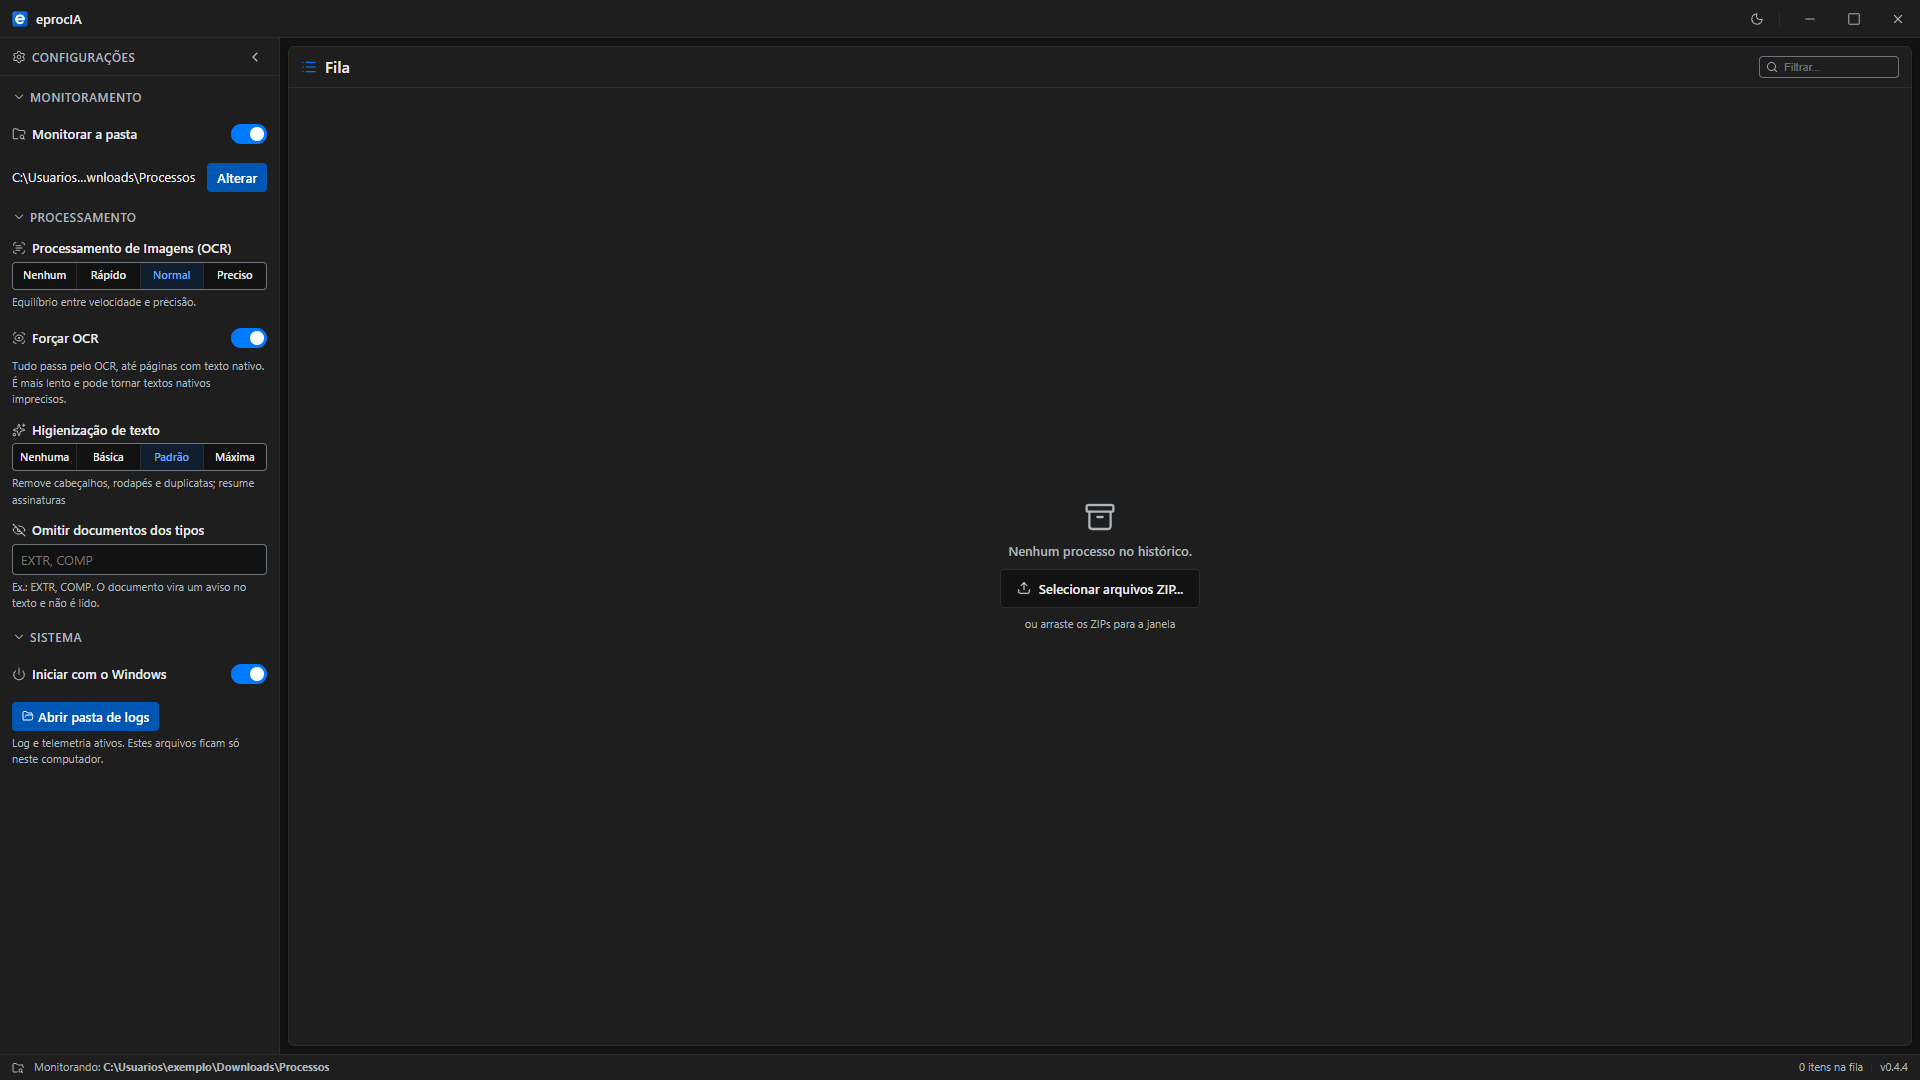 eprocIA
CONFIGURAÇÕES
MONITORAMENTO
Monitorar a pasta
C:\Usuarios...wnloads\Processos
Alterar
PROCESSAMENTO
Processamento de Imagens (OCR)
Nenhum Rápido Normal Preciso
Equilíbrio entre velocidade e precisão.
Forçar OCR
Tudo passa pelo OCR, até páginas com texto nativo.
É mais lento e pode tornar textos nativos
imprecisos.
Higienização de texto
Nenhuma Básica Padrão Máxima
Remove cabeçalhos, rodapés e duplicatas; resume
assinaturas
Omitir documentos dos tipos
EXTR, COMP
Ex.: EXTR, COMP. O documento vira um aviso no
texto e não é lido.
SISTEMA
Iniciar com o Windows
Abrir pasta de logs
Log e telemetria ativos. Estes arquivos ficam só
neste computador.
Fila
Filtrar...
Nenhum processo no histórico.
Selecionar arquivos ZIP...
ou arraste os ZIPs para a janela
Monitorando: C:\Usuarios\exemplo\Downloads\Processos
0 itens na fila
v0.4.4